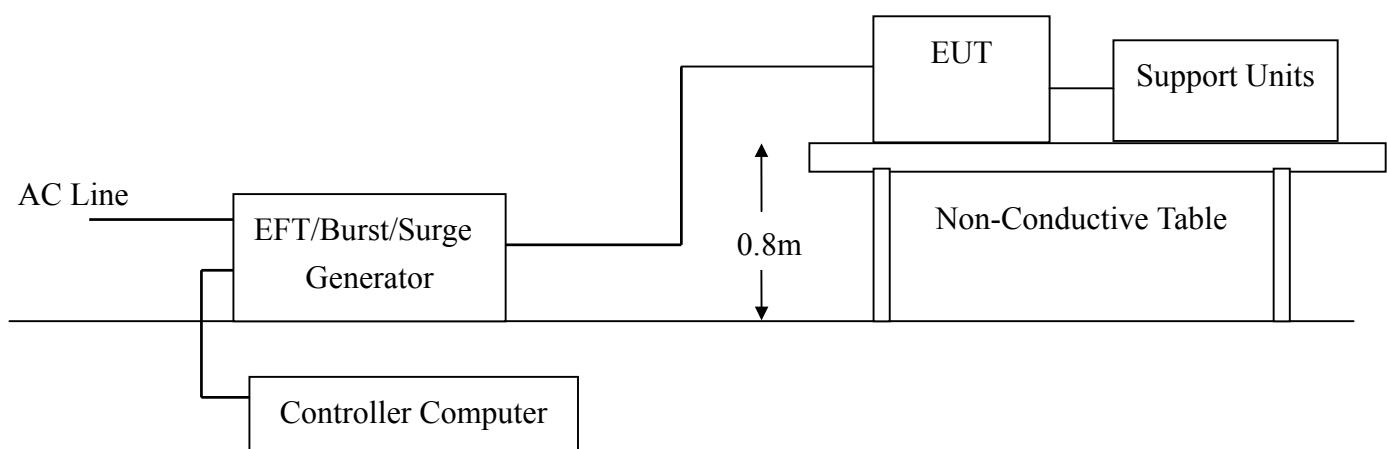 EUT
Support Units
AC Line
EFT/Burst/Surge
Generator
0.8m
Non-Conductive Table
Controller Computer